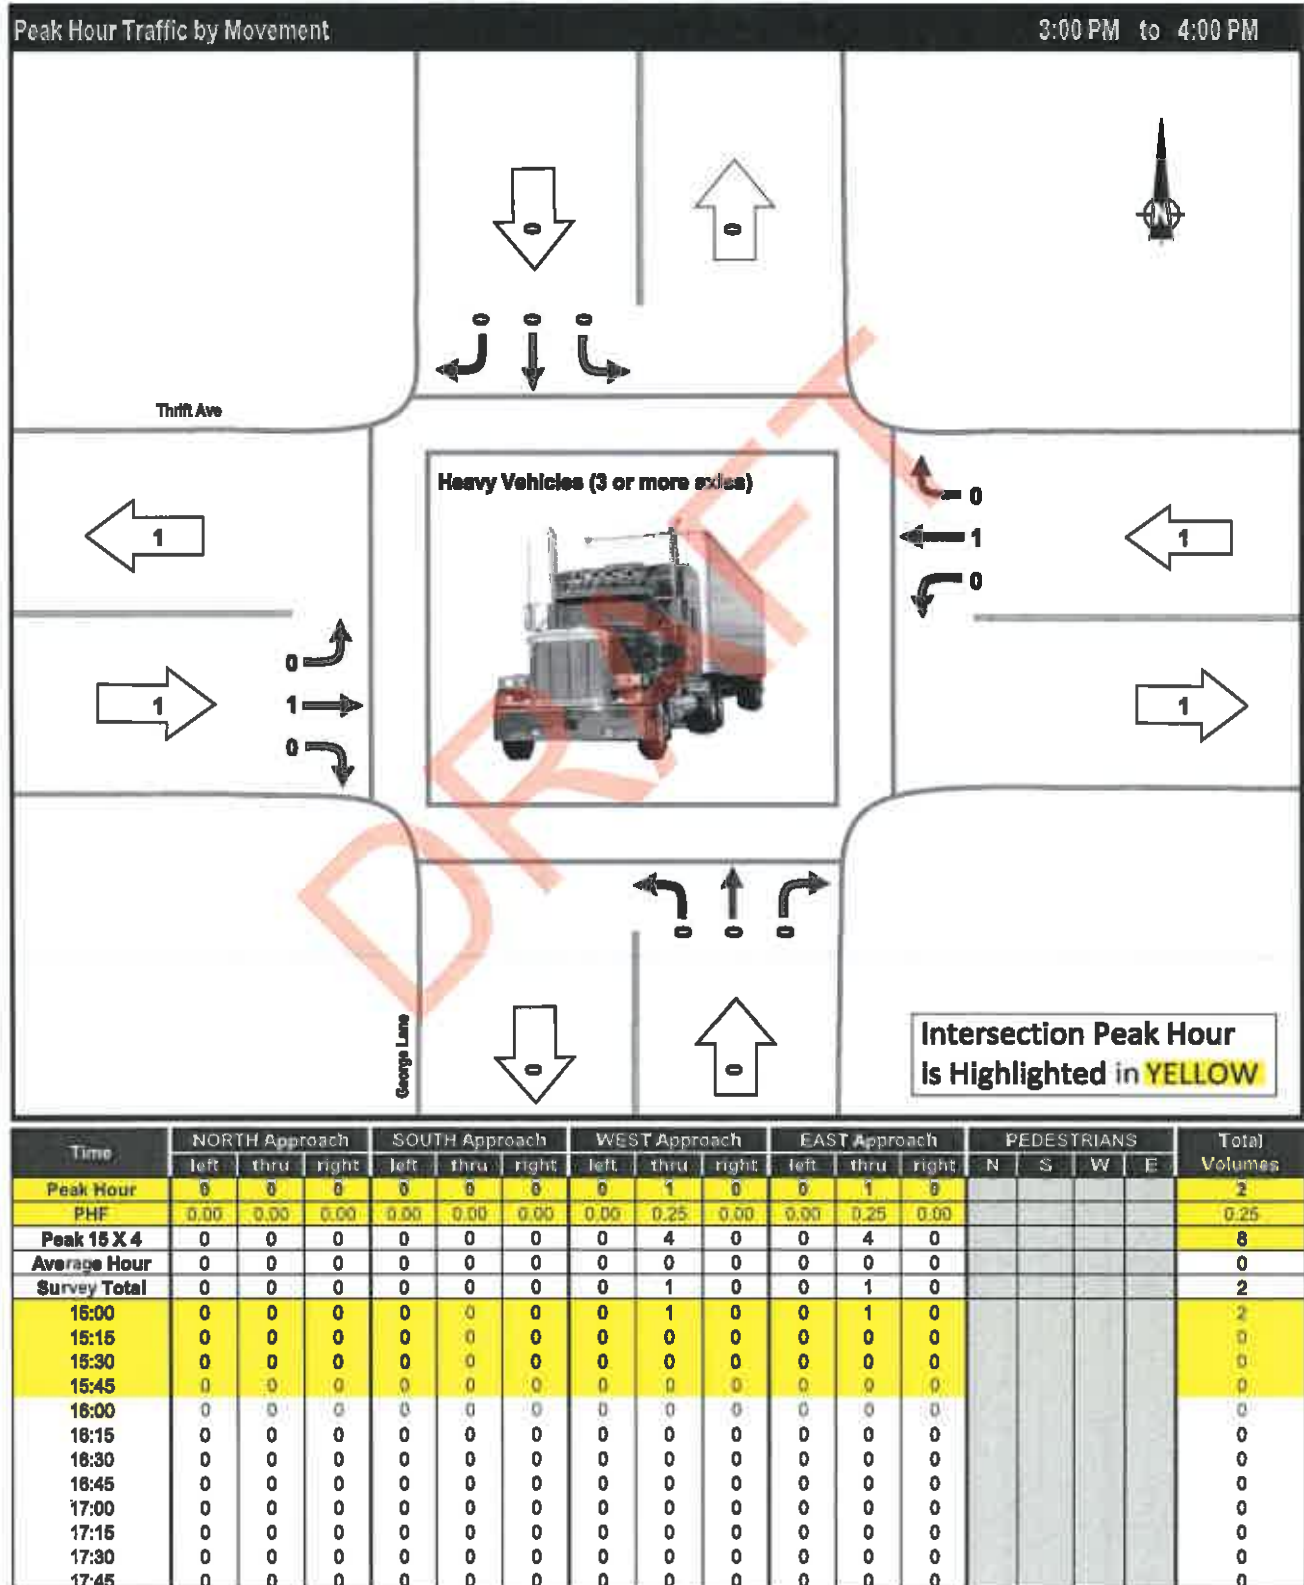 Peak Hour Traffic by Movement 3:00 PM to 4:00 PM
0 0
0 0 0
Thrift Ave
Heavy Vehicles (3 or more axles)
0
1 1 1
0
0
1 1 1
0
0 0 0
George Lane
0 0
Intersection Peak Hour
is Highlighted in YELLOW
DRAFT
Time NORTH Approach SOUTH Approach WEST Approach EAST Approach PEDESTRIANS Total
left thru right left thru right left thru right left thru right N S W E Volumes
Peak Hour 0 0 0 0 0 0 0 1 0 0 1 0 2
PHF 0.00 0.00 0.00 0.00 0.00 0.00 0.00 0.25 0.00 0.00 0.25 0.00 0.25
Peak 15 X 4 0 0 0 0 0 0 0 4 0 0 4 0 8
Average Hour 0 0 0 0 0 0 0 0 0 0 0 0 0
Survey Total 0 0 0 0 0 0 0 1 0 0 1 0 2
15:00 0 0 0 0 0 0 0 1 0 0 1 0 2
15:15 0 0 0 0 0 0 0 0 0 0 0 0 0
15:30 0 0 0 0 0 0 0 0 0 0 0 0 0
15:45 0 0 0 0 0 0 0 0 0 0 0 0 0
16:00 0 0 0 0 0 0 0 0 0 0 0 0 0
16:15 0 0 0 0 0 0 0 0 0 0 0 0 0
16:30 0 0 0 0 0 0 0 0 0 0 0 0 0
16:45 0 0 0 0 0 0 0 0 0 0 0 0 0
17:00 0 0 0 0 0 0 0 0 0 0 0 0 0
17:15 0 0 0 0 0 0 0 0 0 0 0 0 0
17:30 0 0 0 0 0 0 0 0 0 0 0 0 0
17:45 0 0 0 0 0 0 0 0 0 0 0 0 0